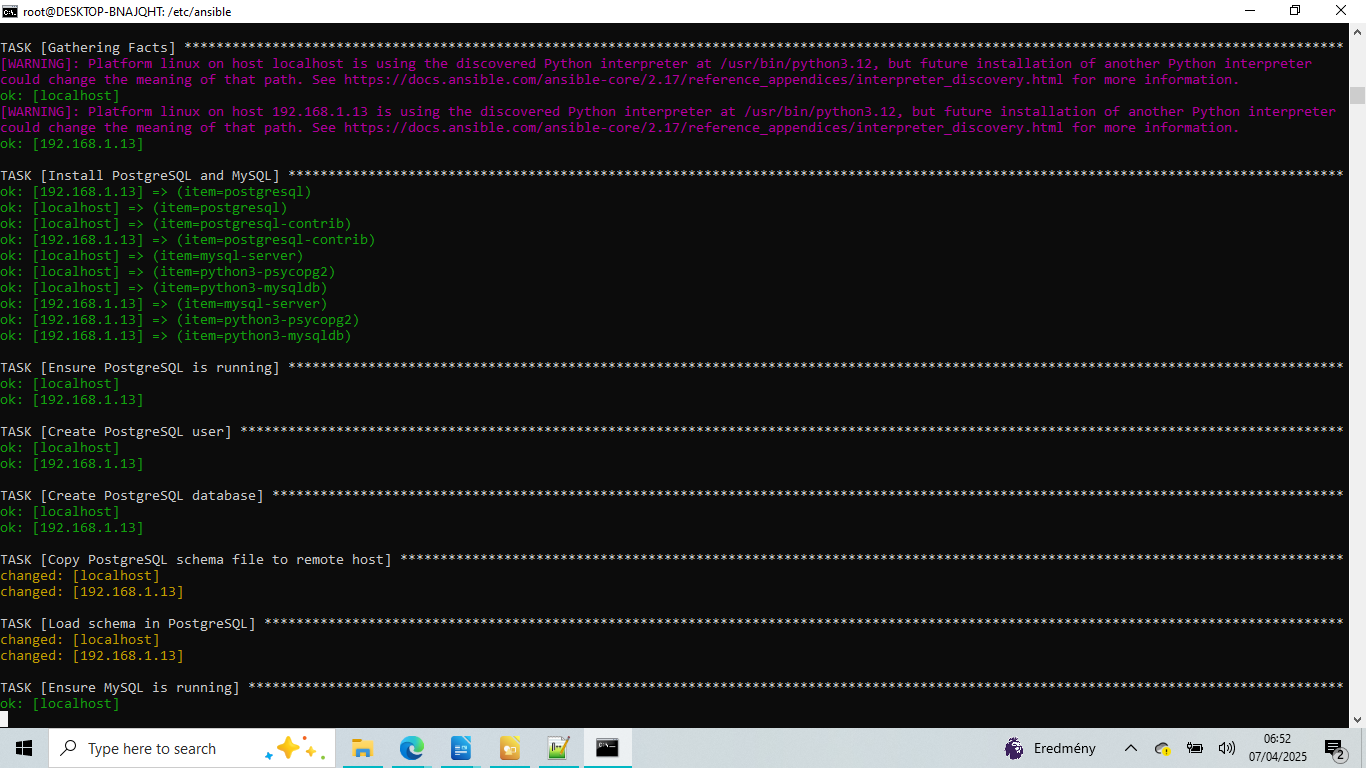 root@DESKTOP-BNAJQHT: /etc/ansible
TASK [Gathering Facts] *************************************************************************************************************************************************
[WARNING]: Platform linux on host localhost is using the discovered Python interpreter at /usr/bin/python3.12, but future installation of another Python interpreter
could change the meaning of that path. See https://docs.ansible.com/ansible-core/2.17/reference_appendices/interpreter_discovery.html for more information.
ok: [localhost]
[WARNING]: Platform linux on host 192.168.1.13 is using the discovered Python interpreter at /usr/bin/python3.12, but future installation of another Python interpreter
could change the meaning of that path. See https://docs.ansible.com/ansible-core/2.17/reference_appendices/interpreter_discovery.html for more information.
ok: [192.168.1.13]
TASK [Install PostgreSQL and MySQL] ************************************************************************************************************************************
ok: [192.168.1.13] => (item=postgresql)
ok: [localhost] => (item=postgresql)
ok: [localhost] => (item=postgresql-contrib)
ok: [192.168.1.13] => (item=postgresql-contrib)
ok: [localhost] => (item=mysql-server)
ok: [localhost] => (item=python3-psycopg2)
ok: [localhost] => (item=python3-mysqldb)
ok: [192.168.1.13] => (item=mysql-server)
ok: [192.168.1.13] => (item=python3-psycopg2)
ok: [192.168.1.13] => (item=python3-mysqldb)
TASK [Ensure PostgreSQL is running] ************************************************************************************************************************************
ok: [localhost]
ok: [192.168.1.13]
TASK [Create PostgreSQL user] ******************************************************************************************************************************************
ok: [localhost]
ok: [192.168.1.13]
TASK [Create PostgreSQL database] **************************************************************************************************************************************
ok: [localhost]
ok: [192.168.1.13]
TASK [Copy PostgreSQL schema file to remote host] **********************************************************************************************************************
changed: [localhost]
changed: [192.168.1.13]
TASK [Load schema in PostgreSQL] ***************************************************************************************************************************************
changed: [localhost]
changed: [192.168.1.13]
TASK [Ensure MySQL is running] *****************************************************************************************************************************************
ok: [localhost]
Type here to search
Eredmény
06:52
07/04/2025
2